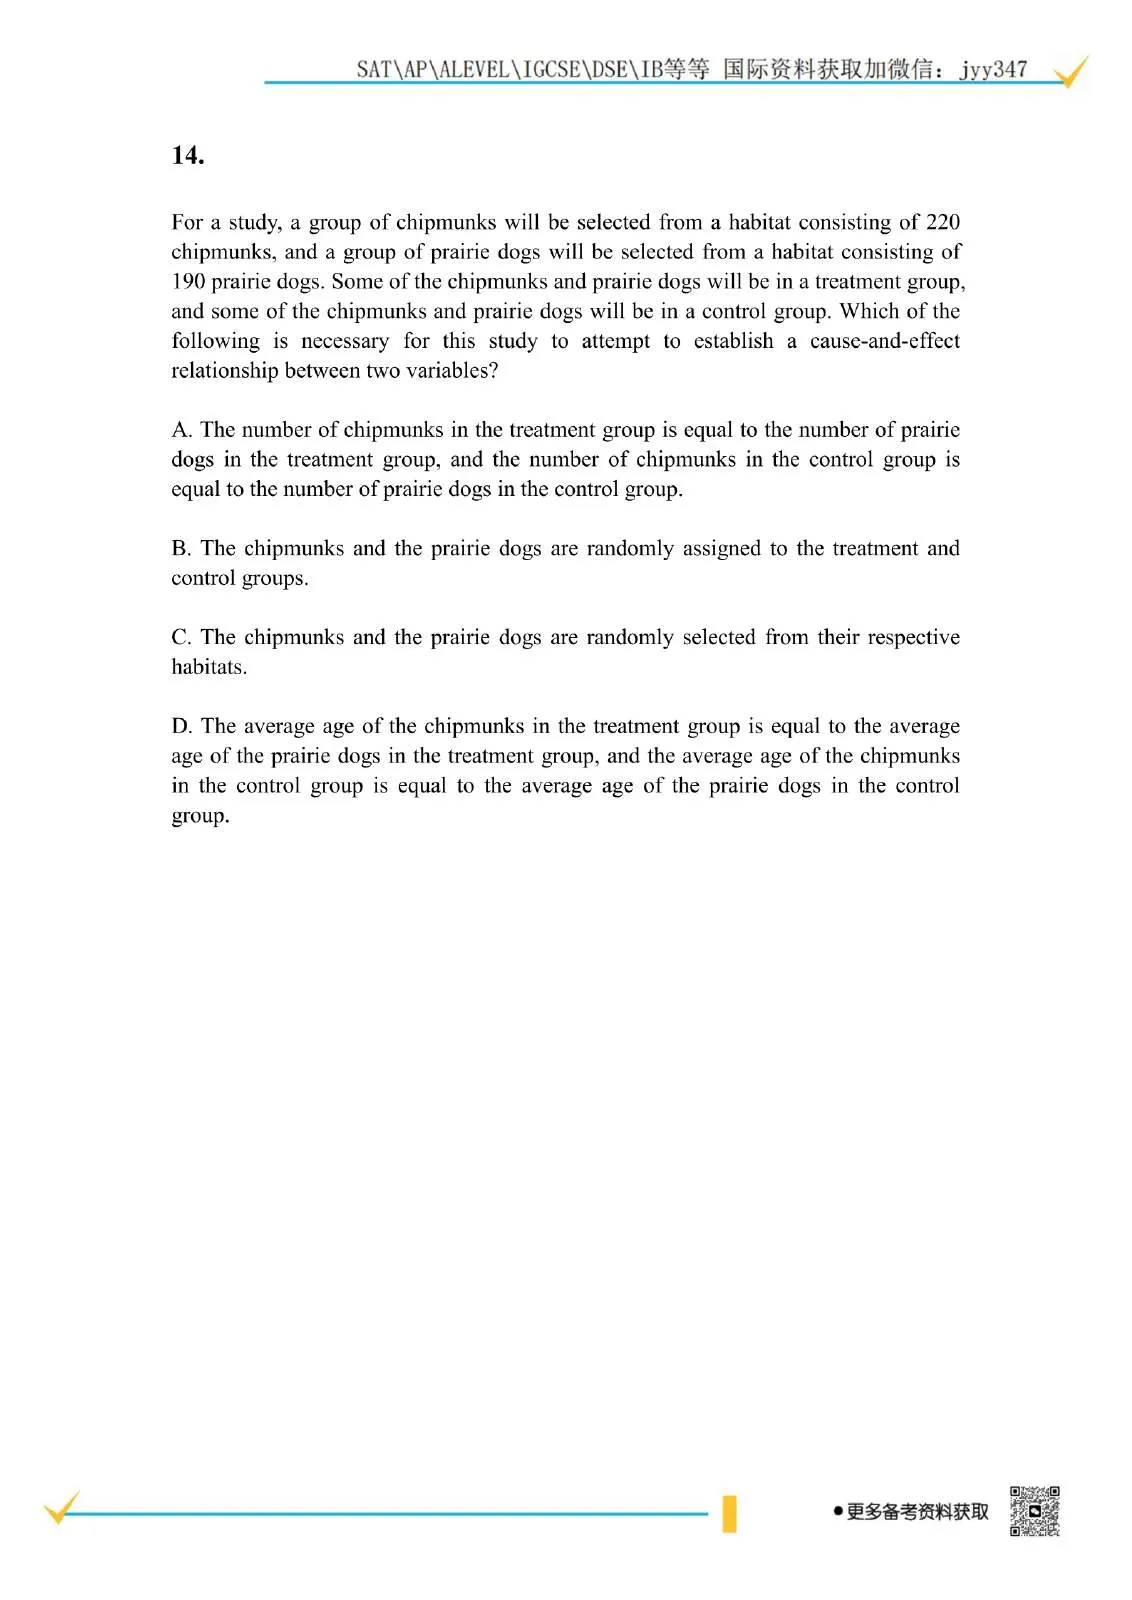 SAT\AP\ALEVEL\IGCSE\DSE\IB等等 国际资料获取加微信：jyy347
14.
For a study, a group of chipmunks will be selected from a habitat consisting of 220
chipmunks, and a group of prairie dogs will be selected from a habitat consisting of
190 prairie dogs. Some of the chipmunks and prairie dogs will be in a treatment group,
and some of the chipmunks and prairie dogs will be in a control group. Which of the
following is necessary for this study to attempt to establish a cause-and-effect
relationship between two variables?
A. The number of chipmunks in the treatment group is equal to the number of prairie
dogs in the treatment group, and the number of chipmunks in the control group is
equal to the number of prairie dogs in the control group.
B. The chipmunks and the prairie dogs are randomly assigned to the treatment and
control groups.
C. The chipmunks and the prairie dogs are randomly selected from their respective
habitats.
D. The average age of the chipmunks in the treatment group is equal to the average
age of the prairie dogs in the treatment group, and the average age of the chipmunks
in the control group is equal to the average age of the prairie dogs in the control
group.
●更多备考资料获取